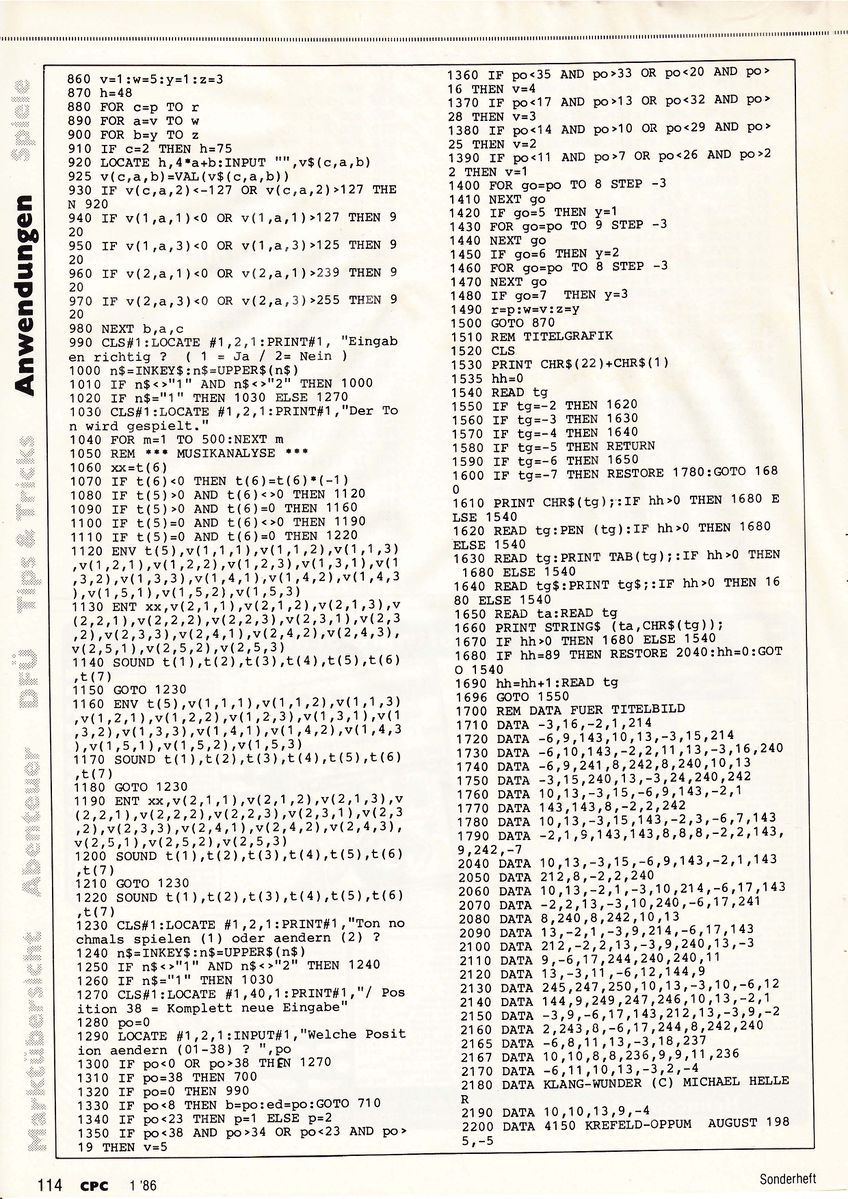 Marktübersicht Abenteuer DFÜ Tips & Tricks Anwendungen Spiele
860 v=1:w=5:y=1:z=3
870 h=48
880 FOR c=p TO r
890 FOR a=v TO w
900 FOR b=y TO z
910 IF c=2 THEN h=75
920 LOCATE h,4*a+b:INPUT "",v$(c,a,b)
925 v(c,a,b)=VAL(v$(c,a,b))
930 IF v(c,a,2)<-127 OR v(c,a,2)>127 THE
N 920
940 IF v(1,a,1)<0 OR v(1,a,1)>127 THEN 9
20
950 IF v(1,a,3)<0 OR v(1,a,3)>125 THEN 9
20
960 IF v(2,a,1)<0 OR v(2,a,1)>239 THEN 9
20
970 IF v(2,a,3)<0 OR v(2,a,3)>255 THEN 9
20
980 NEXT b,a,c
990 CLS#1:LOCATE #1,2,1:PRINT#1, "Eingab
en richtig ?  ( 1 = Ja / 2= Nein )
1000 n$=INKEY$:n$=UPPER$(n$)
1010 IF n$<>"1" AND n$<>"2" THEN 1000
1020 IF n$="1" THEN 1030 ELSE 1270
1030 CLS#1:LOCATE #1,2,1:PRINT#1,"Der To
n wird gespielt."
1040 FOR m=1 TO 500:NEXT m
1050 REM *** MUSIKANALYSE ***
1060 xx=t(6)
1070 IF t(6)<0 THEN t(6)=t(6)*(-1)
1080 IF t(5)>0 AND t(6)<>0 THEN 1120
1090 IF t(5)>0 AND t(6)=0 THEN 1160
1100 IF t(5)=0 AND t(6)<>0 THEN 1190
1110 IF t(5)=0 AND t(6)=0 THEN 1220
1120 ENV t(5),v(1,1,1),v(1,1,2),v(1,1,3)
,v(1,2,1),v(1,2,2),v(1,2,3),v(1,3,1),v(1
,3,2),v(1,3,3),v(1,4,1),v(1,4,2),v(1,4,3
),v(1,5,1),v(1,5,2),v(1,5,3)
1130 ENT xx,v(2,1,1),v(2,1,2),v(2,1,3),v
(2,2,1),v(2,2,2),v(2,2,3),v(2,3,1),v(2,3
,2),v(2,3,3),v(2,4,1),v(2,4,2),v(2,4,3),
v(2,5,1),v(2,5,2),v(2,5,3)
1140 SOUND t(1),t(2),t(3),t(4),t(5),t(6)
,t(7)
1150 GOTO 1230
1160 ENV t(5),v(1,1,1),v(1,1,2),v(1,1,3)
,v(1,2,1),v(1,2,2),v(1,2,3),v(1,3,1),v(1
,3,2),v(1,3,3),v(1,4,1),v(1,4,2),v(1,4,3
),v(1,5,1),v(1,5,2),v(1,5,3)
1170 SOUND t(1),t(2),t(3),t(4),t(5),t(6)
,t(7)
1180 GOTO 1230
1190 ENT xx,v(2,1,1),v(2,1,2),v(2,1,3),v
(2,2,1),v(2,2,2),v(2,2,3),v(2,3,1),v(2,3
,2),v(2,3,3),v(2,4,1),v(2,4,2),v(2,4,3),
v(2,5,1),v(2,5,2),v(2,5,3)
1200 SOUND t(1),t(2),t(3),t(4),t(5),t(6)
,t(7)
1210 GOTO 1230
1220 SOUND t(1),t(2),t(3),t(4),t(5),t(6)
,t(7)
1230 CLS#1:LOCATE #1,2,1:PRINT#1,"Ton no
chmals spielen (1) oder aendern (2) ?
1240 n$=INKEY$:n$=UPPER$(n$)
1250 IF n$<>"1" AND n$<>"2" THEN 1240
1260 IF n$="1" THEN 1030
1270 CLS#1:LOCATE #1,40,1:PRINT#1,"/ Pos
ition 38 = Komplett neue Eingabe"
1280 po=0
1290 LOCATE #1,2,1:INPUT#1,"Welche Posit
ion aendern (01-38) ? ",po
1300 IF po<0 OR po>38 THEN 1270
1310 IF po=38 THEN 700
1320 IF po=0 THEN 990
1330 IF po<8 THEN b=po:ed=po:GOTO 710
1340 IF po<23 THEN p=1 ELSE p=2
1350 IF po<38 AND po>34 OR po<23 AND po>
19 THEN v=5
1360 IF po<35 AND po>33 OR po<20 AND po>
16 THEN v=4
1370 IF po<17 AND po>13 OR po<32 AND po>
28 THEN v=3
1380 IF po<14 AND po>10 OR po<29 AND po>
25 THEN v=2
1390 IF po<11 AND po>7 OR po<26 AND po>2
2 THEN v=1
1400 FOR go=po TO 8 STEP -3
1410 NEXT go
1420 IF go=5 THEN y=1
1430 FOR go=po TO 9 STEP -3
1440 NEXT go
1450 IF go=6 THEN y=2
1460 FOR go=po TO 8 STEP -3
1470 NEXT go
1480 IF go=7  THEN y=3
1490 r=p:w=v:z=y
1500 GOTO 870
1510 REM TITELGRAFIK
1520 CLS
1530 PRINT CHR$(22)+CHR$(1)
1535 hh=0
1540 READ tg
1550 IF tg=-2 THEN 1620
1560 IF tg=-3 THEN 1630
1570 IF tg=-4 THEN 1640
1580 IF tg=-5 THEN RETURN
1590 IF tg=-6 THEN 1650
1600 IF tg=-7 THEN RESTORE 1780:GOTO 168
0
1610 PRINT CHR$(tg);:IF hh>0 THEN 1680 E
LSE 1540
1620 READ tg:PEN (tg):IF hh>0 THEN 1680
ELSE 1540
1630 READ tg:PRINT TAB(tg);:IF hh>0 THEN
 1680 ELSE 1540
1640 READ tg$:PRINT tg$;:IF hh>0 THEN 16
80 ELSE 1540
1650 READ ta:READ tg
1660 PRINT STRING$ (ta,CHR$(tg));
1670 IF hh>0 THEN 1680 ELSE 1540
1680 IF hh=89 THEN RESTORE 2040:hh=0:GOT
O 1540
1690 hh=hh+1:READ tg
1696 GOTO 1550
1700 REM DATA FUER TITELBILD
1710 DATA -3,16,-2,1,214
1720 DATA -6,9,143,10,13,-3,15,214
1730 DATA -6,10,143,-2,2,11,13,-3,16,240
1740 DATA -6,9,241,8,242,8,240,10,13
1750 DATA -3,15,240,13,-3,24,240,242
1760 DATA 10,13,-3,15,-6,9,143,-2,1
1770 DATA 143,143,8,-2,2,242
1780 DATA 10,13,-3,15,143,-2,3,-6,7,143
1790 DATA -2,1,9,143,143,8,8,8,-2,2,143,
9,242,-7
2040 DATA 10,13,-3,15,-6,9,143,-2,1,143
2050 DATA 212,8,-2,2,240
2060 DATA 10,13,-2,1,-3,10,214,-6,17,143
2070 DATA -2,2,13,-3,10,240,-6,17,241
2080 DATA 8,240,8,242,10,13
2090 DATA 13,-2,1,-3,9,214,-6,17,143
2100 DATA 212,-2,2,13,-3,9,240,13,-3
2110 DATA 9,-6,17,244,240,240,11
2120 DATA 13,-3,11,-6,12,144,9
2130 DATA 245,247,250,10,13,-3,10,-6,12
2140 DATA 144,9,249,247,246,10,13,-2,1
2150 DATA -3,9,-6,17,143,212,13,-3,9,-2
2160 DATA 2,243,8,-6,17,244,8,242,240
2165 DATA -6,8,11,13,-3,18,237
2167 DATA 10,10,8,8,236,9,9,11,236
2170 DATA -6,11,10,13,-3,2,-4
2180 DATA KLANG-WUNDER (C) MICHAEL HELLE
R
2190 DATA 10,10,13,9,-4
2200 DATA 4150 KREFELD-OPPUM  AUGUST 198
5,-5
114 CPC 1'86
Sonderheft